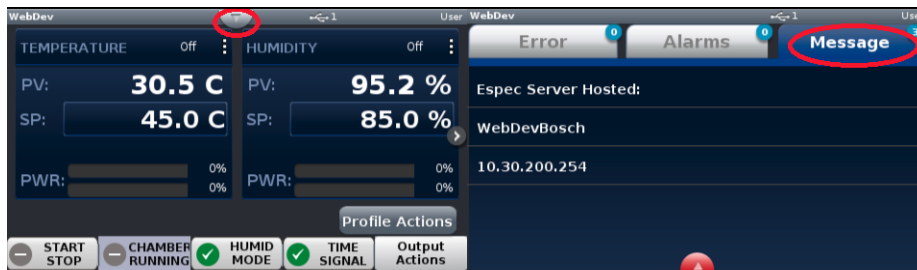 WebDev
1
User
TEMPERATURE
Off
HUMIDITY
Off
PV:
30.5 C
PV:
95.2 %
SP:
45.0 C
SP:
85.0 %
PWR:
0%
0%
PWR:
0%
0%
Profile Actions
START
STOP
CHAMBER
RUNNING
HUMID
MODE
TIME
SIGNAL
Output
Actions
WebDev
1
Error
0
Alarms
0
Message
Espec Server Hosted:
WebDevBosch
10.30.200.254